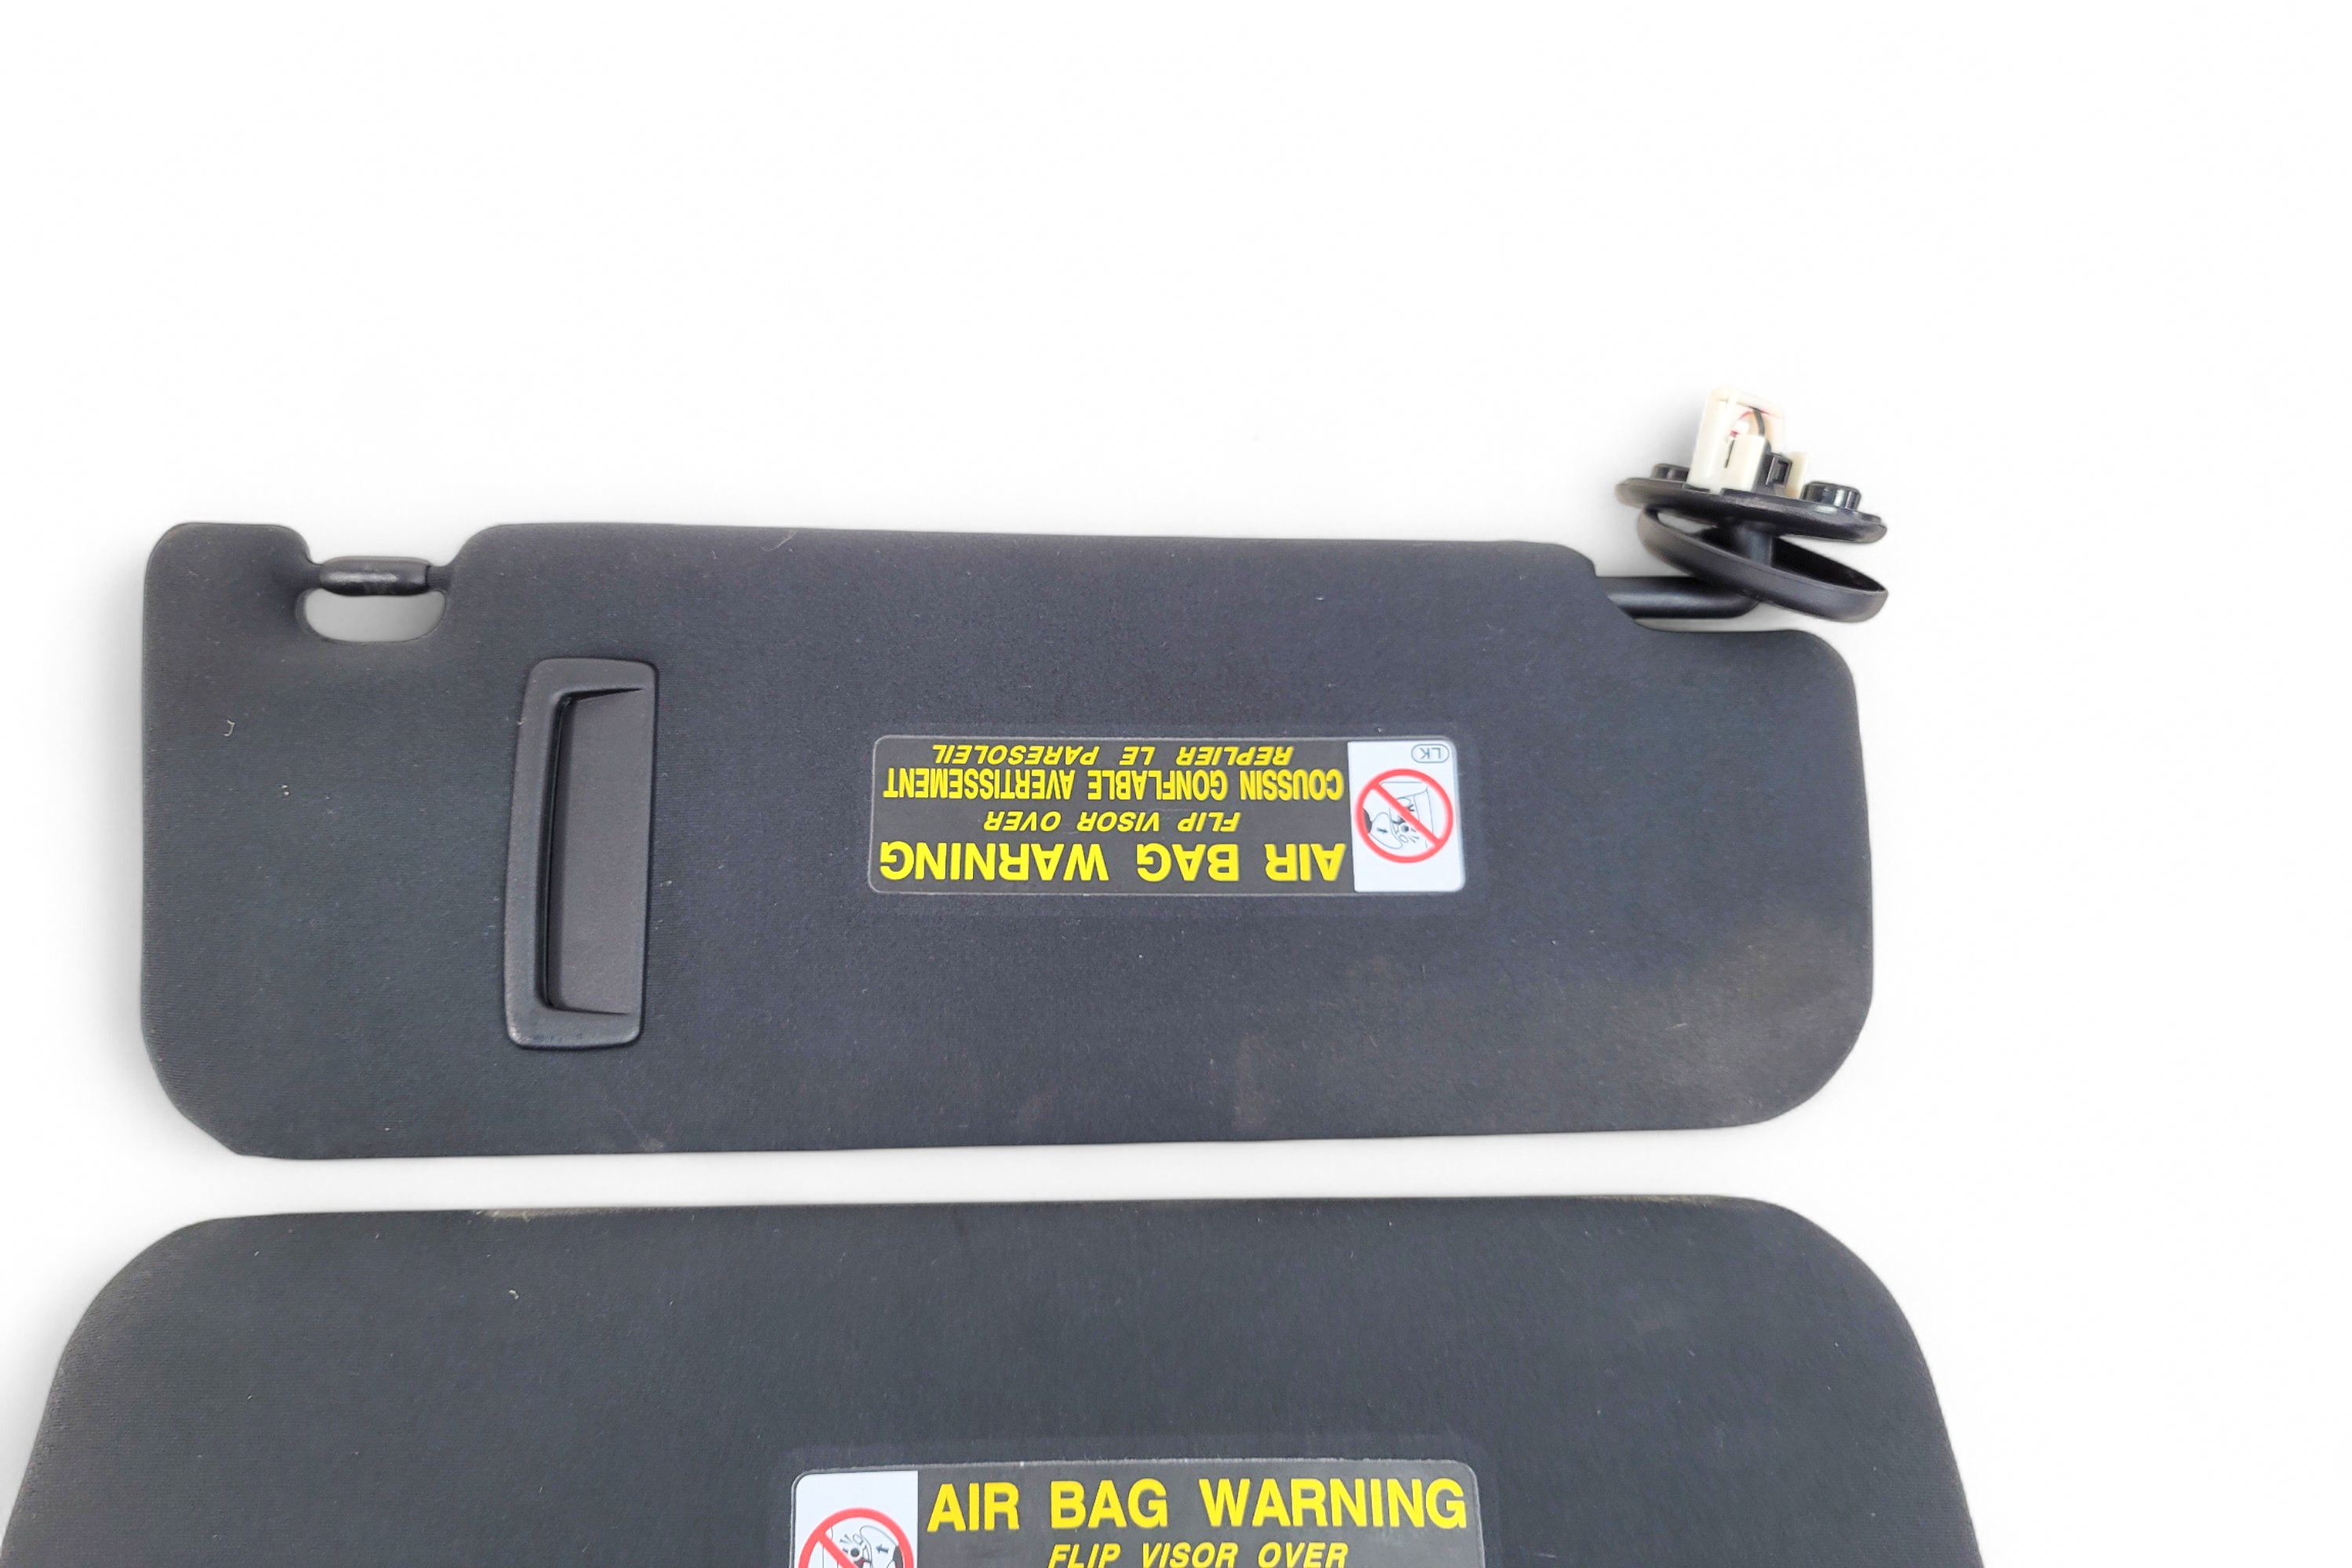 AIR BAG WARNING
FLIP VISOR OVER
COUSSIN GONFLABLE AVERTISSEMENT
REPLIER LE PARESOLEIL
LK
AIR BAG WARNING
FLIP VISOR OVER